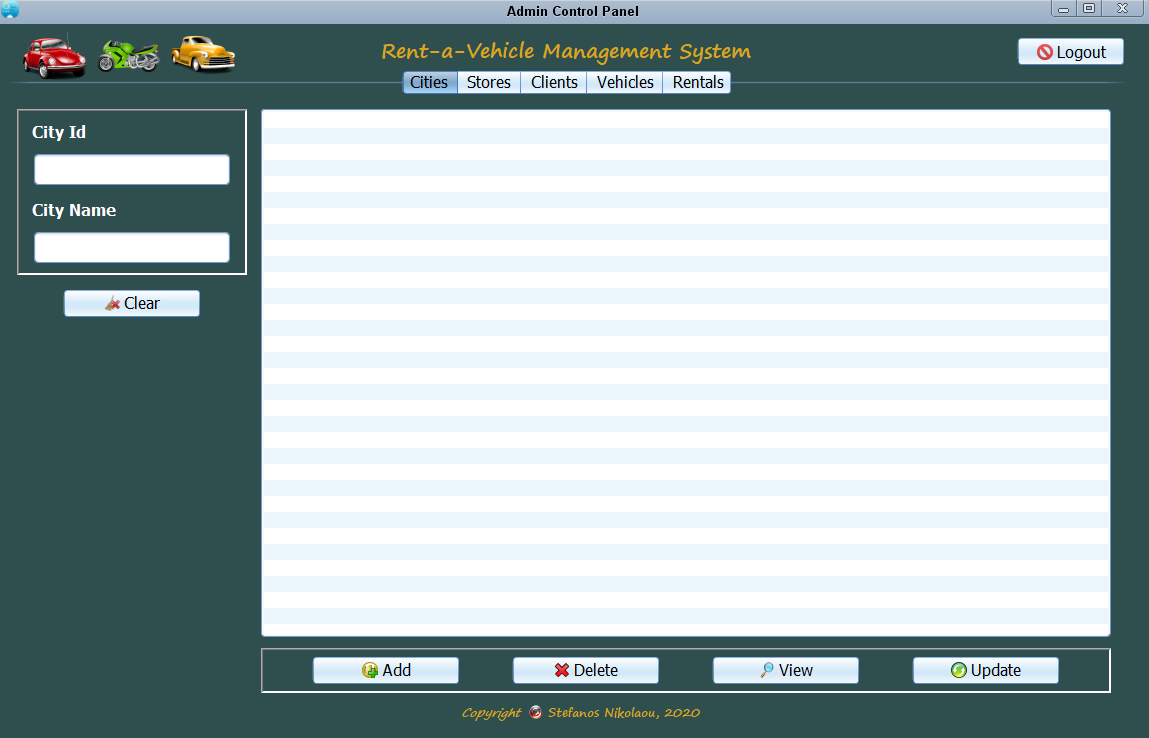 Admin Control Panel
Rent-a-Vehicle Management System
Logout
Cities Stores Clients Vehicles Rentals
City Id
City Name
Clear
Add Delete View Update
Copyright Stefanos Nikolaou, 2020